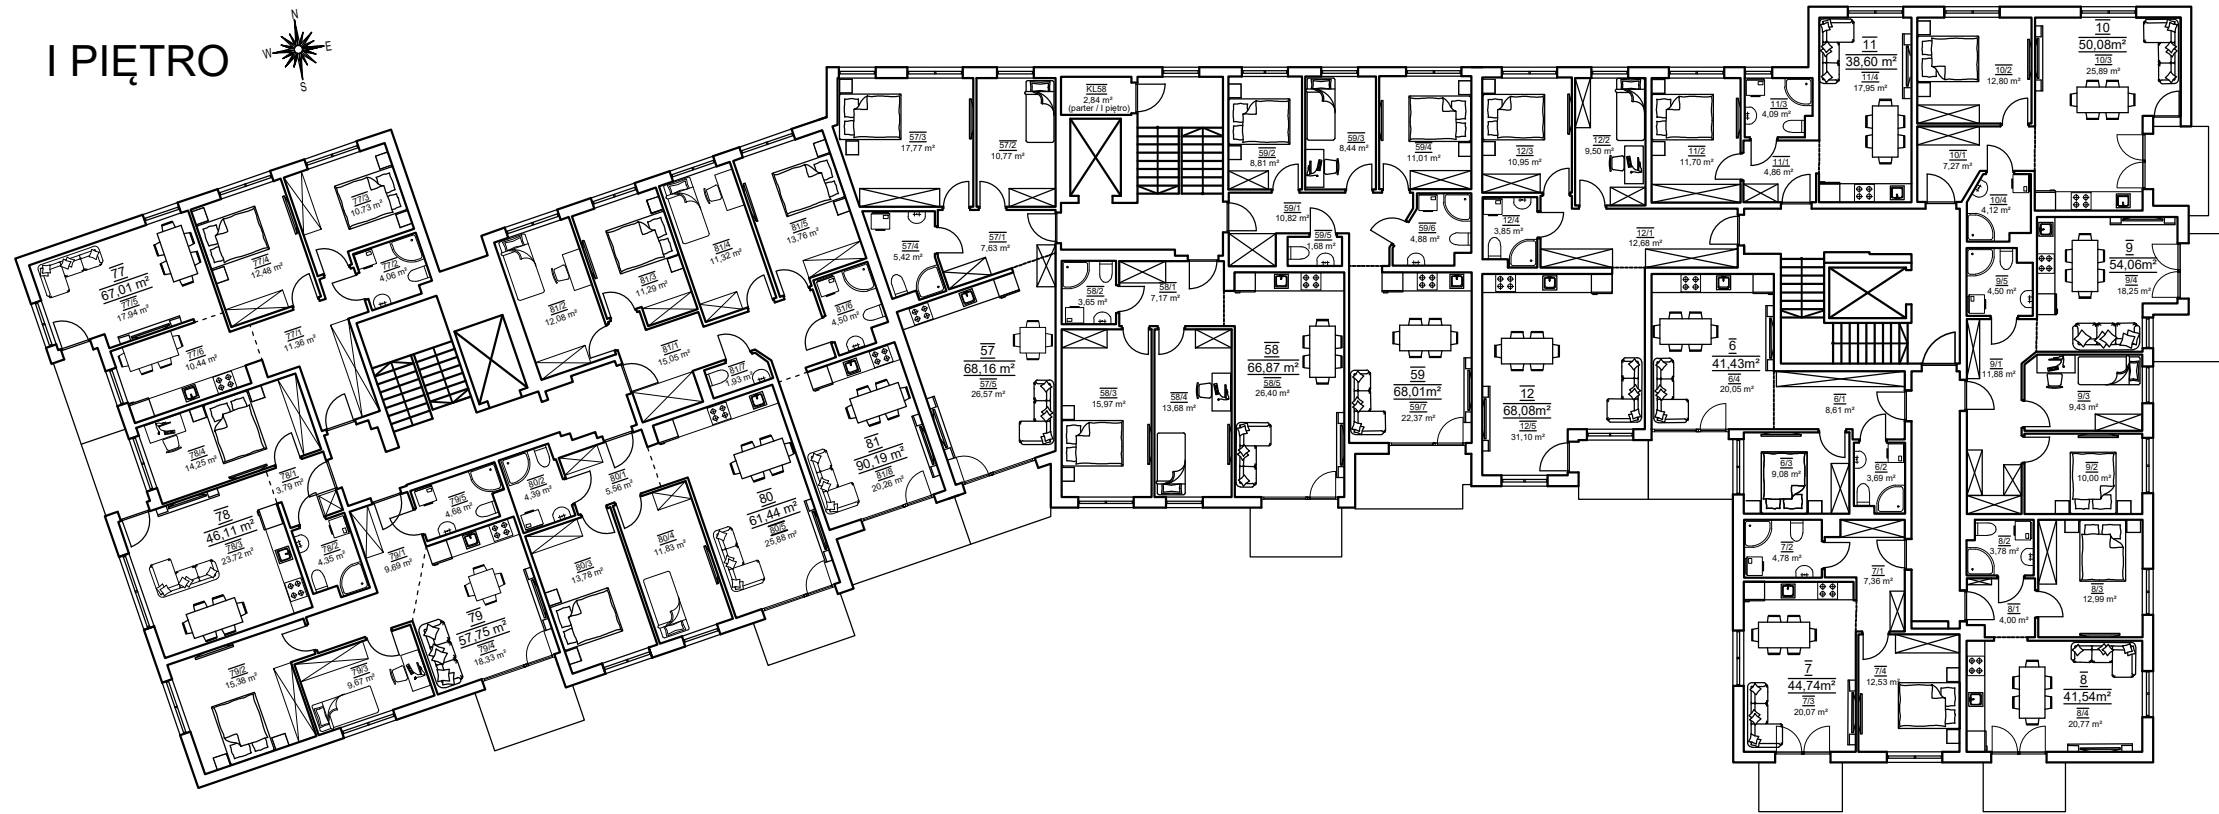 I PIĘTRO
N
W
E
S
77
67,01 m²
77/5
17,94 m²
77/4
12,48 m²
77/3
10,73 m²
77/2
4,06 m²
77/1
11,36 m²
77/6
10,44 m²
78/4
14,25 m²
78/1
3,79 m²
78
46,11 m²
78/3
23,72 m²
78/2
4,35 m²
79/1
9,69 m²
79/5
4,68 m²
79
57,75 m²
79/4
18,33 m²
79/2
15,38 m²
79/3
9,67 m²
80/2
4,39 m²
80/1
5,56 m²
80/3
13,78 m²
80/4
11,83 m²
80
61,44 m²
80/5
25,88 m²
81/2
12,08 m²
81/3
11,29 m²
81/4
11,32 m²
81/5
13,76 m²
81/6
4,50 m²
81/1
15,05 m²
81/7
1,93 m²
81
90,19 m²
81/8
20,26 m²
57/3
17,77 m²
57/2
10,77 m²
57/4
5,42 m²
57/1
7,63 m²
57
68,16 m²
57/5
26,57 m²
KL58
2,84 m²
(parter / I piętro)
58/2
3,65 m²
58/1
7,17 m²
58/3
15,97 m²
58/4
13,68 m²
58
66,87 m²
58/5
26,40 m²
59/2
8,81 m²
59/3
8,44 m²
59/4
11,01 m²
59/1
10,82 m²
59/5
1,68 m²
59/6
4,88 m²
59
68,01m²
59/7
22,37 m²
12/3
10,95 m²
12/2
9,50 m²
12/4
3,85 m²
12/1
12,68 m²
12
68,08m²
12/5
31,10 m²
11/2
11,70 m²
11/3
4,09 m²
11/1
4,86 m²
11
38,60 m²
11/4
17,95 m²
10/2
12,80 m²
10
50,08m²
10/3
25,89 m²
10/1
7,27 m²
10/4
4,12 m²
9
54,06m²
9/4
18,25 m²
9/5
4,50 m²
9/1
11,88 m²
9/3
9,43 m²
9/2
10,00 m²
6
41,43m²
6/4
20,05 m²
6/1
8,61 m²
6/3
9,08 m²
6/2
3,69 m²
7/2
4,78 m²
7/1
7,36 m²
7
44,74m²
7/3
20,07 m²
7/4
12,53 m²
8/2
3,78 m²
8/3
12,99 m²
8/1
4,00 m²
8
41,54m²
8/4
20,77 m²